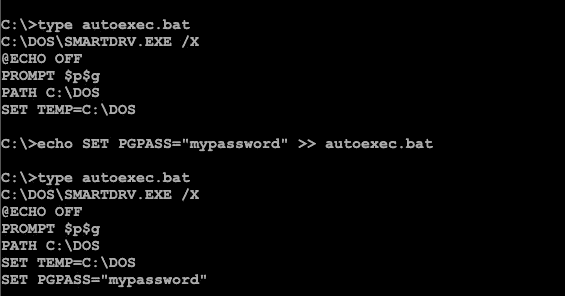 C:\>type autoexec.bat
C:\DOS\SMARTDRV.EXE /X
@ECHO OFF
PROMPT $p$g
PATH C:\DOS
SET TEMP=C:\DOS
C:\>echo SET PGPASS="mypassword" >> autoexec.bat
C:\>type autoexec.bat
C:\DOS\SMARTDRV.EXE /X
@ECHO OFF
PROMPT $p$g
PATH C:\DOS
SET TEMP=C:\DOS
SET PGPASS="mypassword"